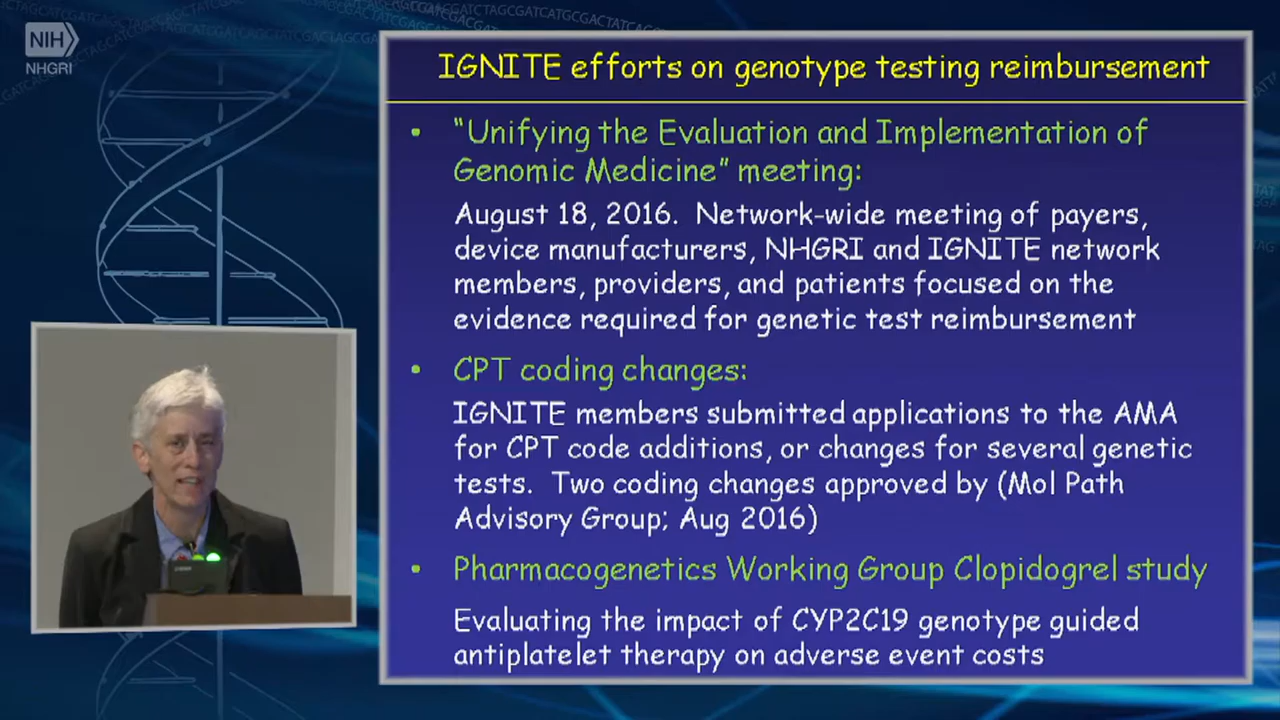 NIH
NHGRI
IGNITE efforts on genotype testing reimbursement
• "Unifying the Evaluation and Implementation of
Genomic Medicine" meeting:
August 18, 2016. Network-wide meeting of payers,
device manufacturers, NHGRI and IGNITE network
members, providers, and patients focused on the
evidence required for genetic test reimbursement
• CPT coding changes:
IGNITE members submitted applications to the AMA
for CPT code additions, or changes for several genetic
tests. Two coding changes approved by (Mol Path
Advisory Group; Aug 2016)
• Pharmacogenetics Working Group Clopidogrel study
Evaluating the impact of CYP2C19 genotype guided
antiplatelet therapy on adverse event costs